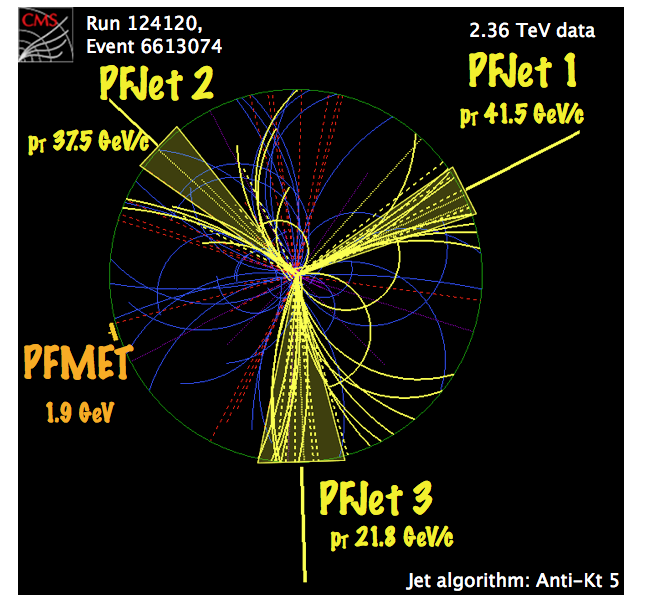 CMS
Run 124120,
Event 6613074
2.36 TeV data
PFJet 2
pT 37.5 GeV/c
PFJet 1
pT 41.5 GeV/c
PFMET
1.9 GeV
PFJet 3
pT 21.8 GeV/c
Jet algorithm: Anti-Kt 5